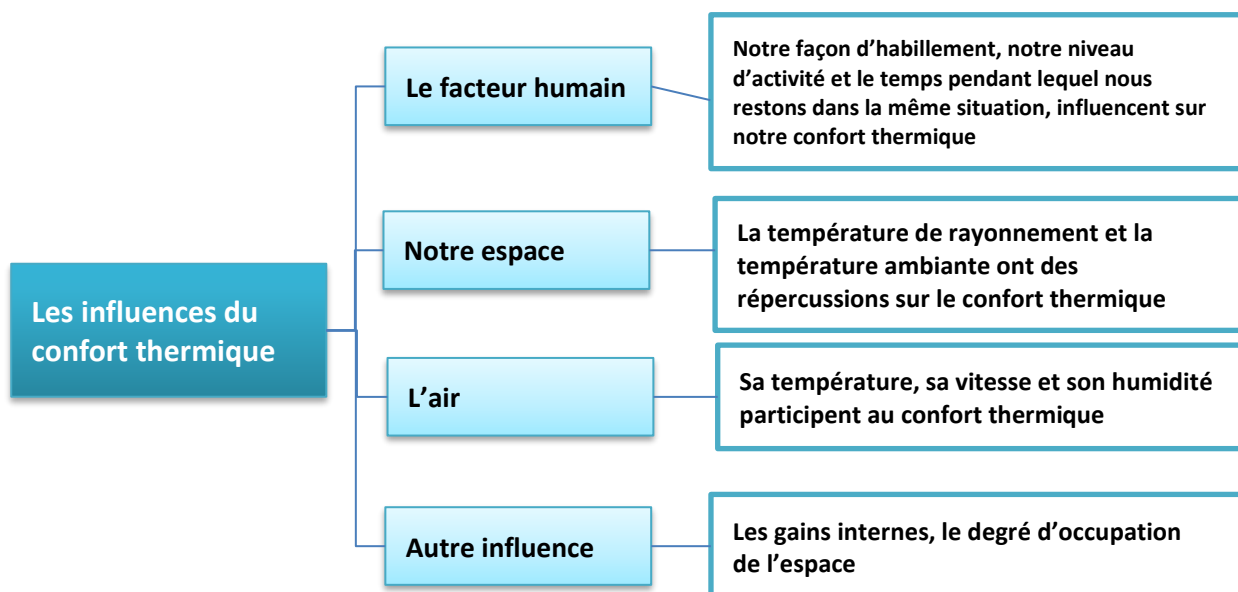 Les influences du
confort thermique
Le facteur humain
Notre façon d’habillement, notre niveau
d’activité et le temps pendant lequel nous
restons dans la même situation, influencent sur
notre confort thermique
Notre espace
La température de rayonnement et la
température ambiante ont des
répercussions sur le confort thermique
L’air
Sa température, sa vitesse et son humidité
participent au confort thermique
Autre influence
Les gains internes, le degré d’occupation
de l’espace